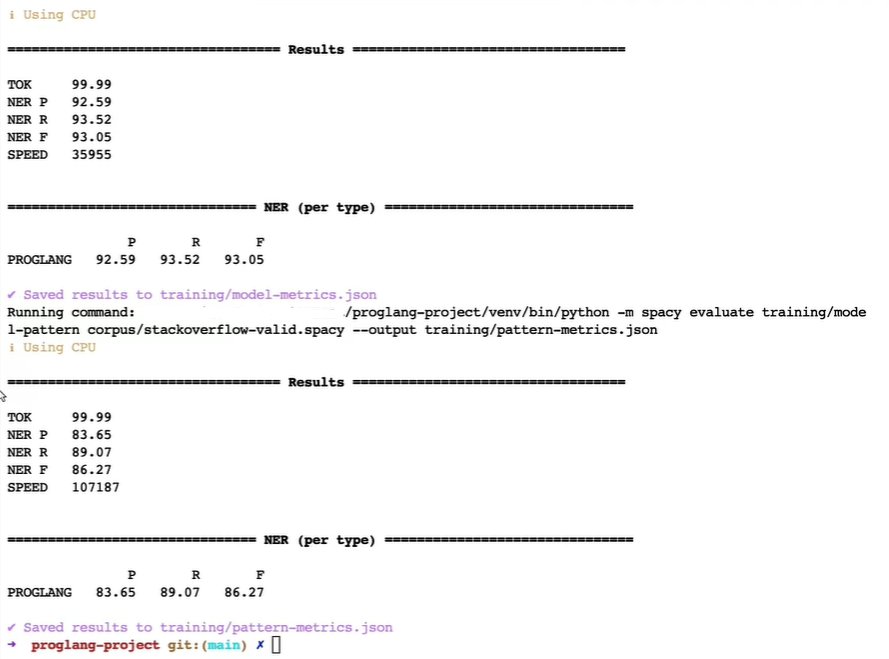 i Using CPU
================================== Results ==================================
TOK 99.99
NER P 92.59
NER R 93.52
NER F 93.05
SPEED 35955
=============================== NER (per type) ===============================
P R F
PROGLANG 92.59 93.52 93.05
✔ Saved results to training/model-metrics.json
Running command: /proglang-project/venv/bin/python -m spacy evaluate training/mode
l-pattern corpus/stackoverflow-valid.spacy --output training/pattern-metrics.json
i Using CPU
================================== Results ==================================
TOK 99.99
NER P 83.65
NER R 89.07
NER F 86.27
SPEED 107187
=============================== NER (per type) ===============================
P R F
PROGLANG 83.65 89.07 86.27
✔ Saved results to training/pattern-metrics.json
→ proglang-project git:(main) ✗